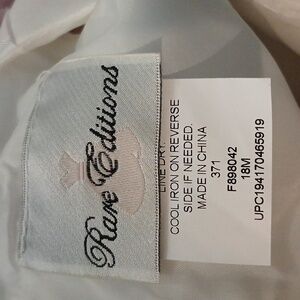 Rare Editions
LINE DRY.
COOL IRON ON REVERSE
SIDE IF NEEDED.
MADE IN CHINA
371
F898042
18M
UPC194170465919